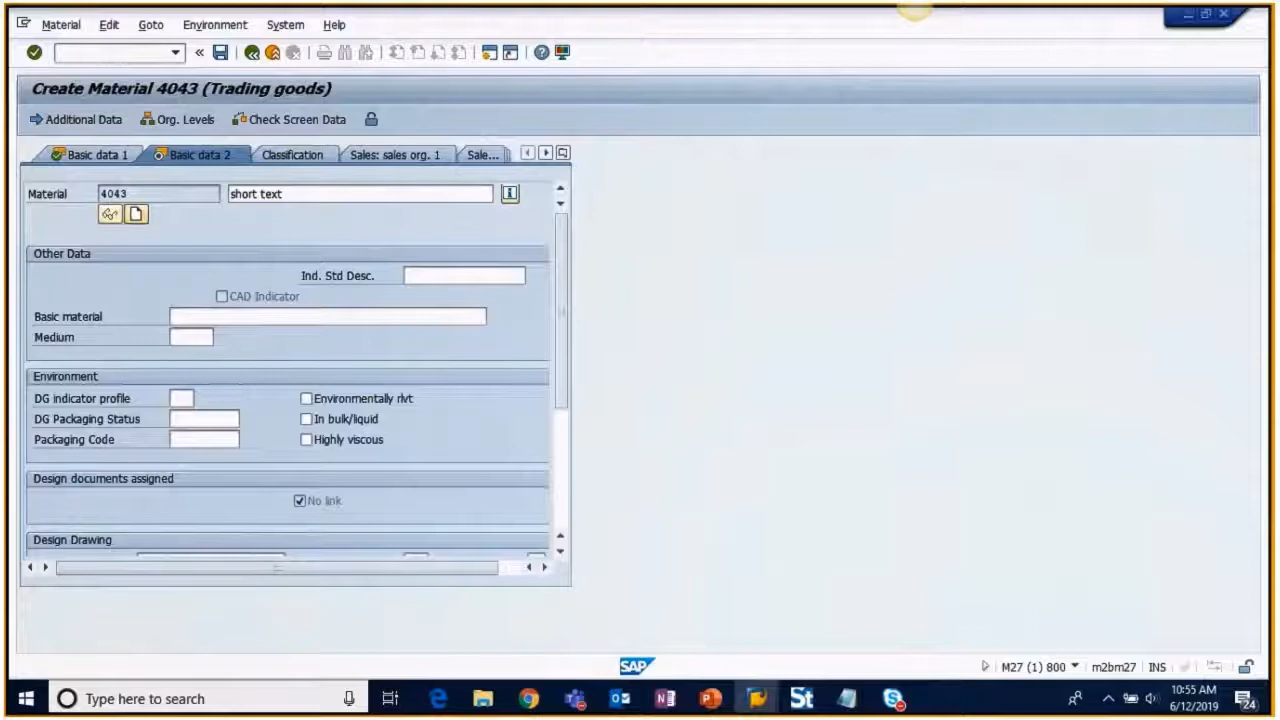 Material Edit Goto Environment System Help
Create Material 4043 (Trading goods)
Additional Data Org. Levels Check Screen Data
Basic data 1 Basic data 2 Classification Sales: sales org. 1 Sale...
Material 4043 short text
Other Data
Ind. Std Desc.
CAD Indicator
Basic material
Medium
Environment
DG indicator profile Environmentally rlvt
DG Packaging Status In bulk/liquid
Packaging Code Highly viscous
Design documents assigned
No link
Design Drawing
SAP M27 (1) 800 m2bm27 INS
Type here to search 10:55 AM
6/12/2019 24